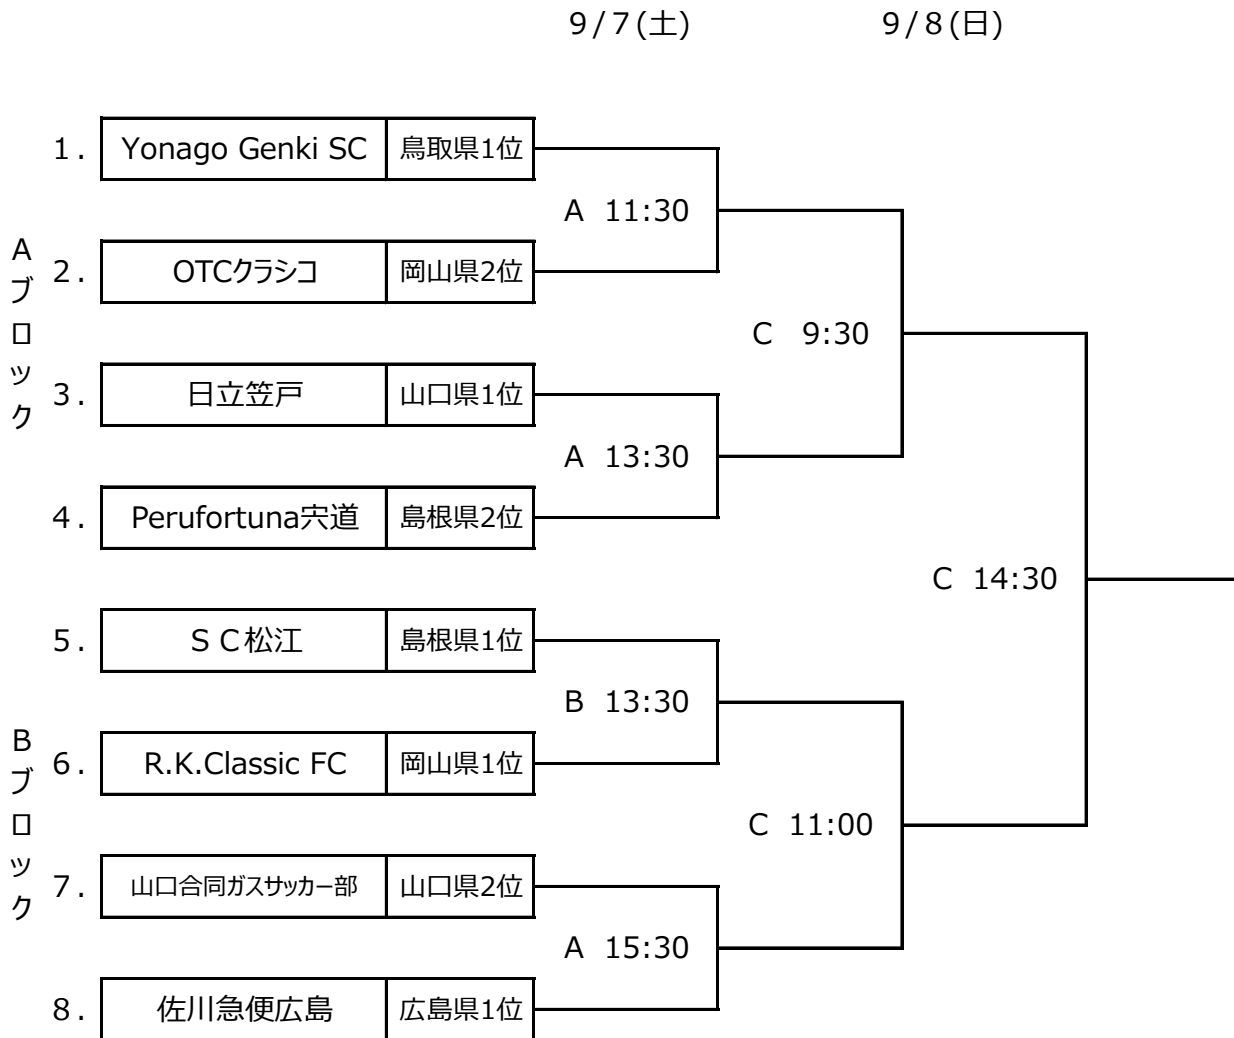 9/7(土) 9/8(日)
1. Yonago Genki SC 鳥取県1位
A 11:30
2. OTCクラシコ 岡山県2位
Aブロック
C 9:30
3. 日立笠戸 山口県1位
A 13:30
4. Perufortuna宍道 島根県2位
C 14:30
5. ＳＣ松江 島根県1位
B 13:30
6. R.K.Classic FC 岡山県1位
Bブロック
C 11:00
7. 山口合同ガスサッカー部 山口県2位
A 15:30
8. 佐川急便広島 広島県1位